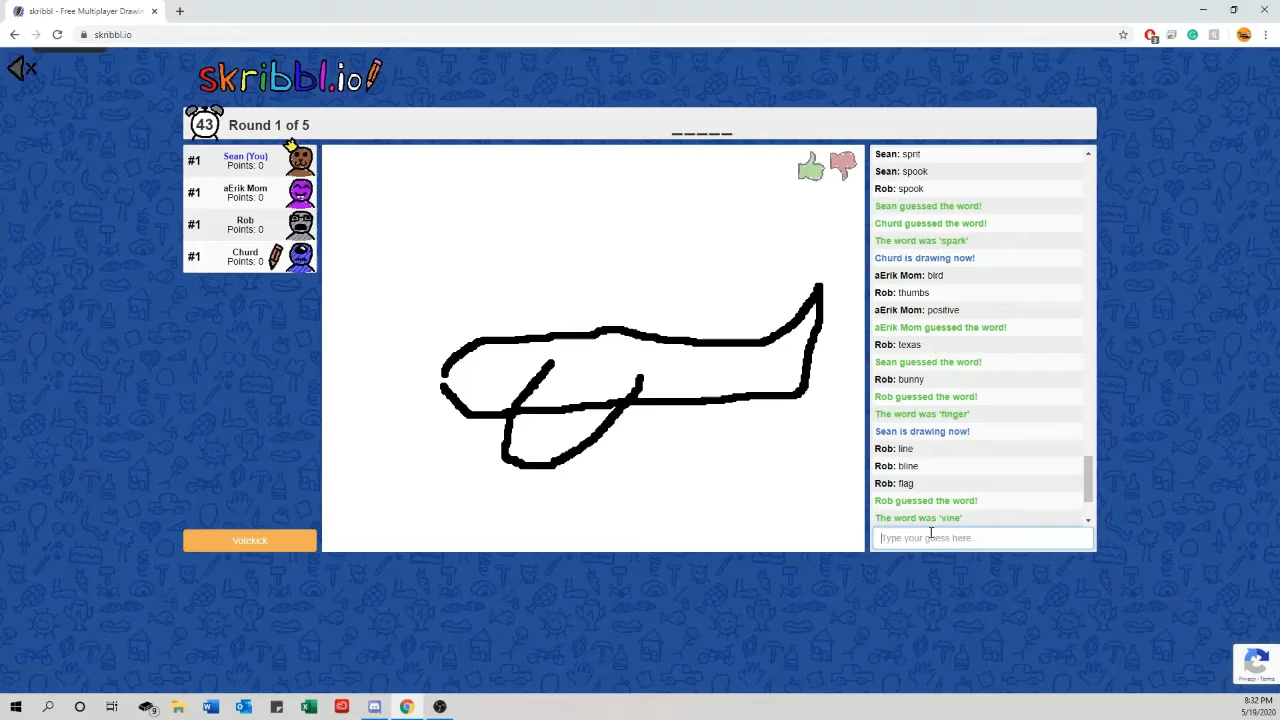 skribbl - Free Multiplayer Drawin
skribbl.io
3
skribbl.io
43
Round 1 of 5
_ _ _ _ _
#1
Sean (You)
Points: 0
#1
aErik Mom
Points: 0
#1
Rob
Points: 0
#1
Churd
Points: 0
Votekick
Sean: sprit
Sean: spook
Rob: spook
Sean guessed the word!
Churd guessed the word!
The word was 'spark'
Churd is drawing now!
aErik Mom: bird
Rob: thumbs
aErik Mom: positive
aErik Mom guessed the word!
Rob: texas
Sean guessed the word!
Rob: bunny
Rob guessed the word!
The word was 'finger'
Sean is drawing now!
Rob: line
Rob: bline
Rob: flag
Rob guessed the word!
The word was 'vine'
Type your guess here...
Privacy - Terms
9
8:32 PM
5/19/2020